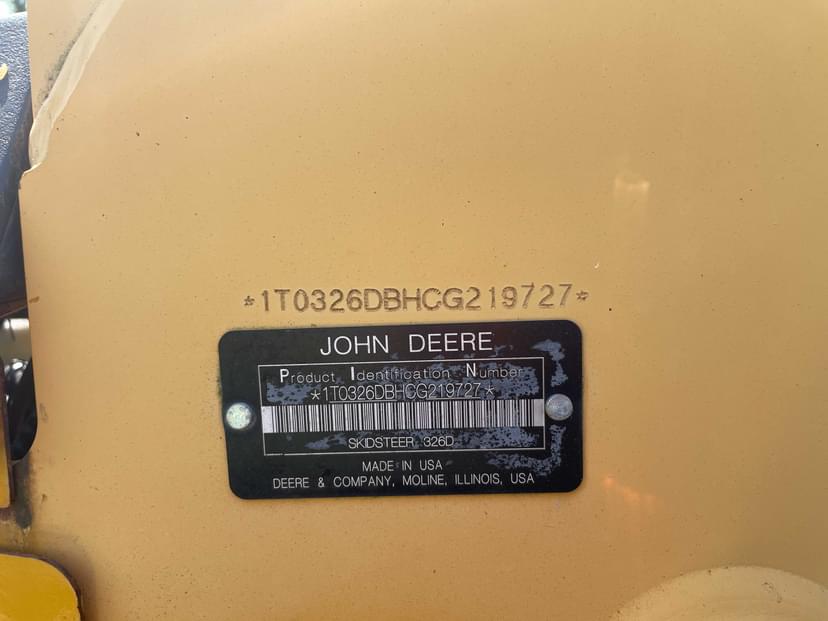 *1T0326DBHCG219727*
JOHN DEERE
Product Identification Number
*1T0326DBHCG219727*
SKIDSTEER 326D
MADE IN USA
DEERE & COMPANY, MOLINE, ILLINOIS, USA